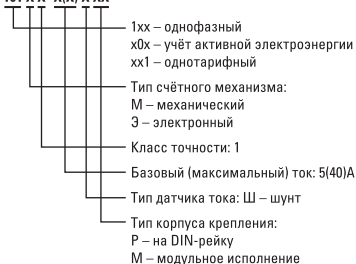 1хх – однофазный
х0х – учёт активной электроэнергии
хх1 – однотарифный
Тип счётного механизма:
М – механический
Э – электронный
Класс точности: 1
Базовый (максимальный) ток: 5(40)А
Тип датчика тока: Ш – шунт
Тип корпуса крепления:
Р – на DIN-рейку
М – модульное исполнение